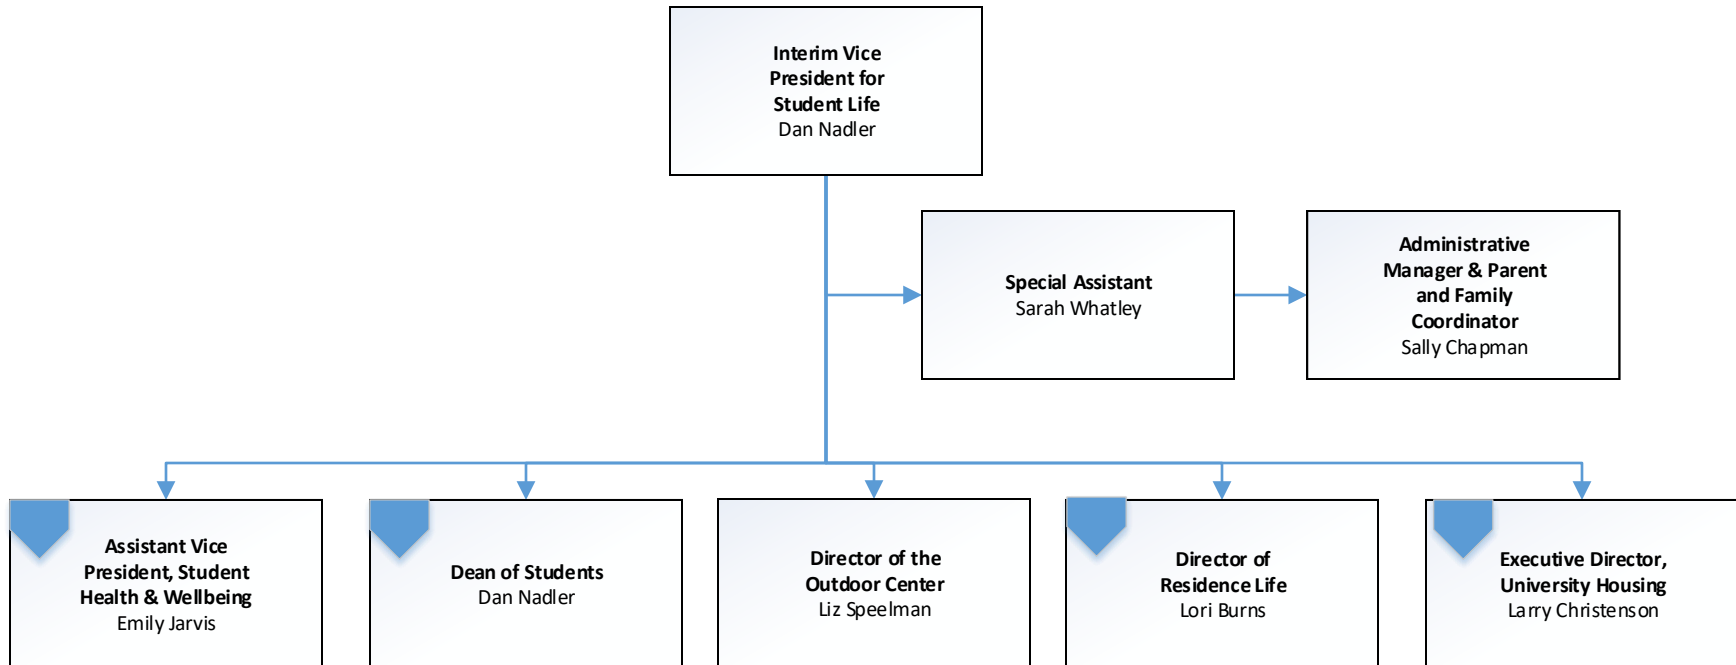 Interim Vice
President for
Student Life
Dan Nadler
Special Assistant
Sarah Whatley
Administrative
Manager & Parent
and Family
Coordinator
Sally Chapman
Assistant Vice
President, Student
Health & Wellbeing
Emily Jarvis
Dean of Students
Dan Nadler
Director of the
Outdoor Center
Liz Speelman
Director of
Residence Life
Lori Burns
Executive Director,
University Housing
Larry Christenson